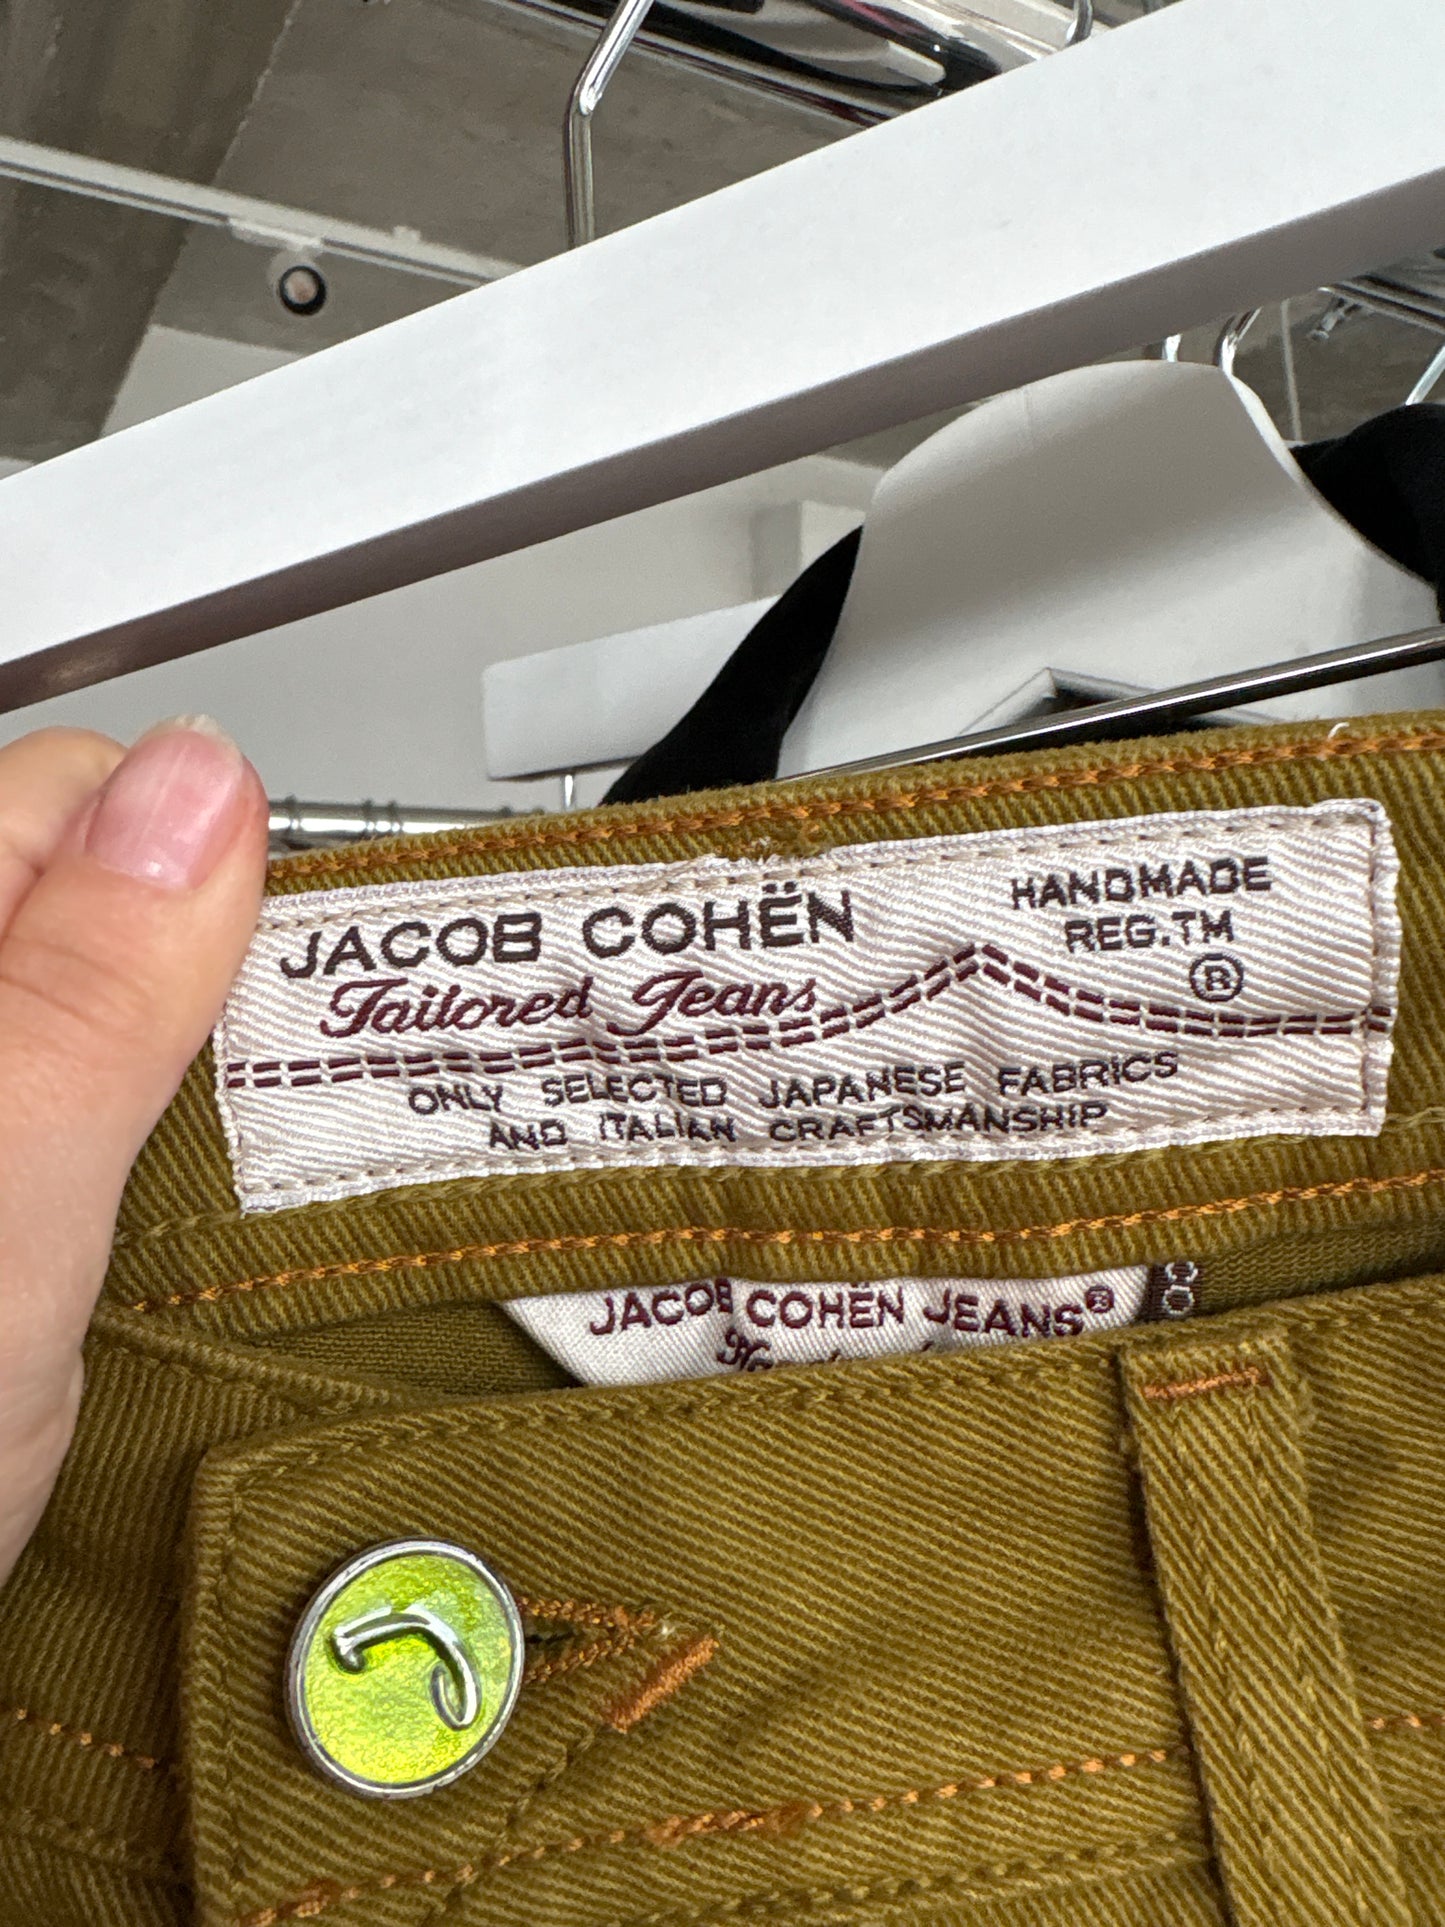 JACOB COHËN
HANDMADE
REG.TM
®
Tailored Jeans
ONLY SELECTED JAPANESE FABRICS
AND ITALIAN CRAFTSMANSHIP
JACOB COHËN JEANS®
J